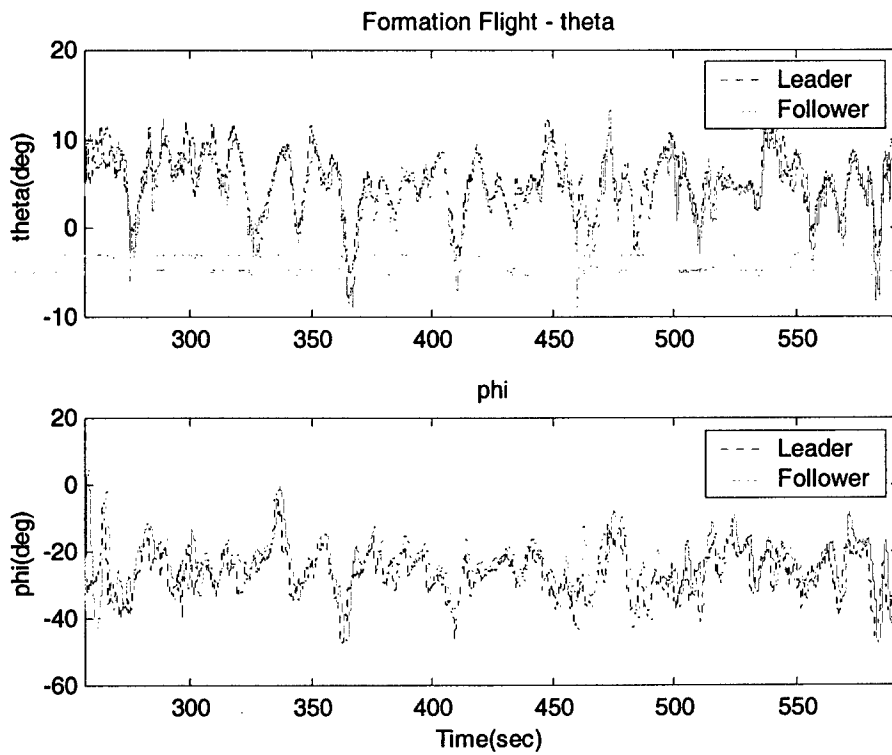 Formation Flight - theta
20
10
0
-10
theta(deg)
Leader
Follower
300 350 400 450 500 550
phi
20
0
-20
-40
-60
phi(deg)
Leader
Follower
300 350 400 450 500 550
Time(sec)